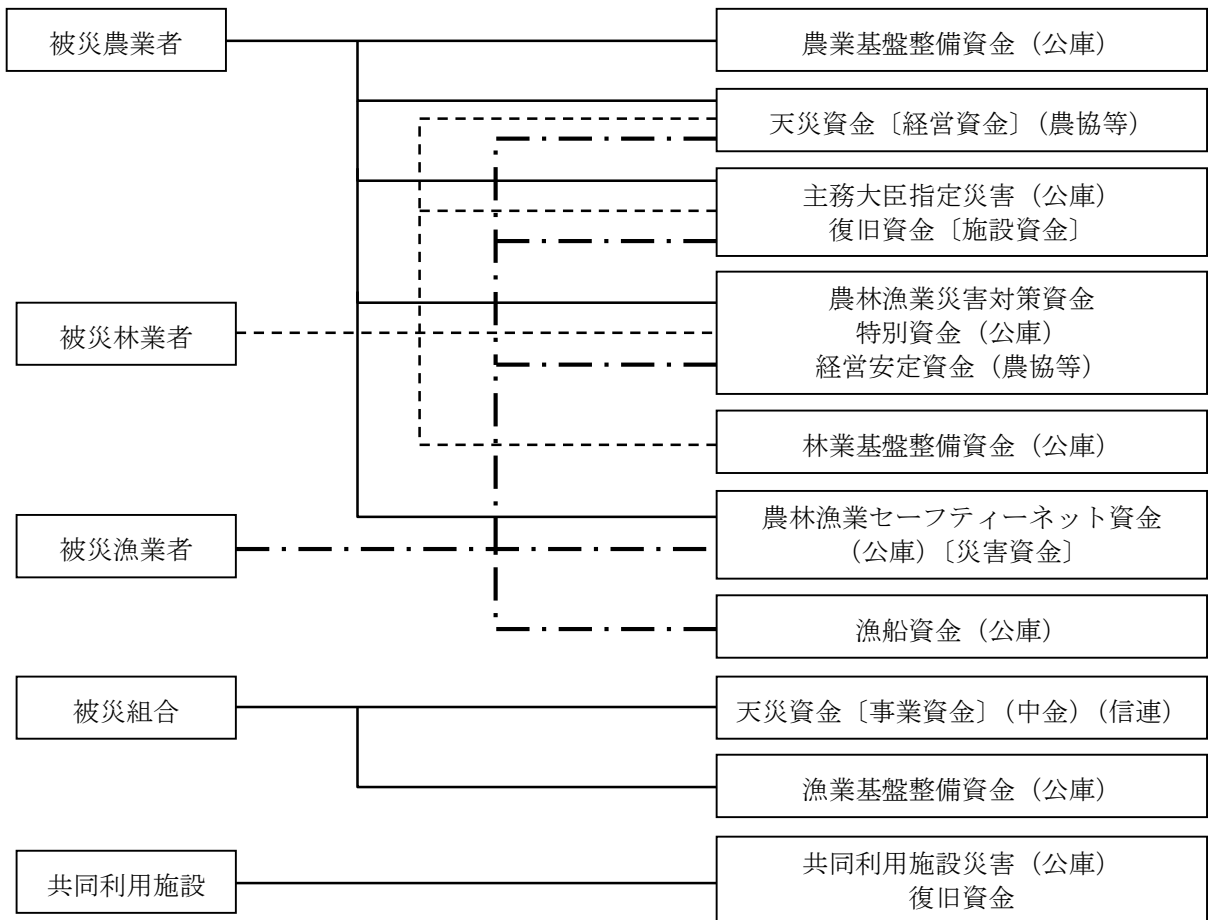 被災農業者
農業基盤整備資金（公庫）
天災資金〔経営資金〕（農協等）
主務大臣指定災害（公庫）
復旧資金〔施設資金〕
被災林業者
農林漁業災害対策資金
特別資金（公庫）
経営安定資金（農協等）
林業基盤整備資金（公庫）
被災漁業者
農林漁業セーフティーネット資金
（公庫）〔災害資金〕
漁船資金（公庫）
被災組合
天災資金〔事業資金〕（中金）（信連）
漁業基盤整備資金（公庫）
共同利用施設
共同利用施設災害（公庫）
復旧資金